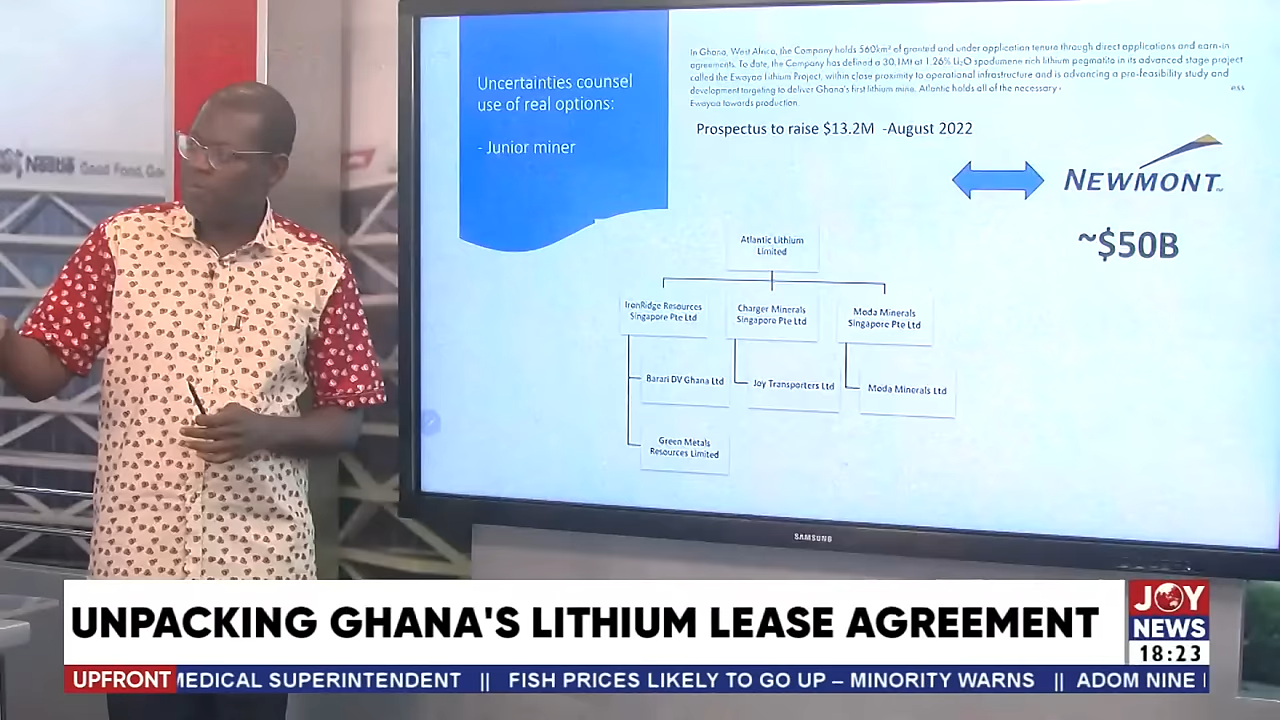 Nestlē Good Food, Go
Uncertainties counsel
use of real options:
- Junior miner
In Ghana, West Africa, the Company holds 560km² of granted and under application tenure through direct applications and earn-in
agreements. To date, the Company has defined a 30.1Mt at 1.26% Li₂O spodumene rich lithium pegmatite in its advanced stage project
called the Ewoyaa Lithium Project, within close proximity to operational infrastructure and is advancing a pre-feasibility study and
development targeting to deliver Ghana's first lithium mine. Atlantic holds all of the necessary ess
Ewoyaa towards production.
Prospectus to raise $13.2M -August 2022
NEWMONT™
~$50B
Atlantic Lithium
Limited
IronRidge Resources
Singapore Pte Ltd
Charger Minerals
Singapore Pte Ltd
Moda Minerals
Singapore Pte Ltd
Barari DV Ghana Ltd
Joy Transporters Ltd
Moda Minerals Ltd
Green Metals
Resources Limited
SAMSUNG
UNPACKING GHANA'S LITHIUM LEASE AGREEMENT
JOY
NEWS
18:23
UPFRONT MEDICAL SUPERINTENDENT || FISH PRICES LIKELY TO GO UP – MINORITY WARNS || ADOM NINE